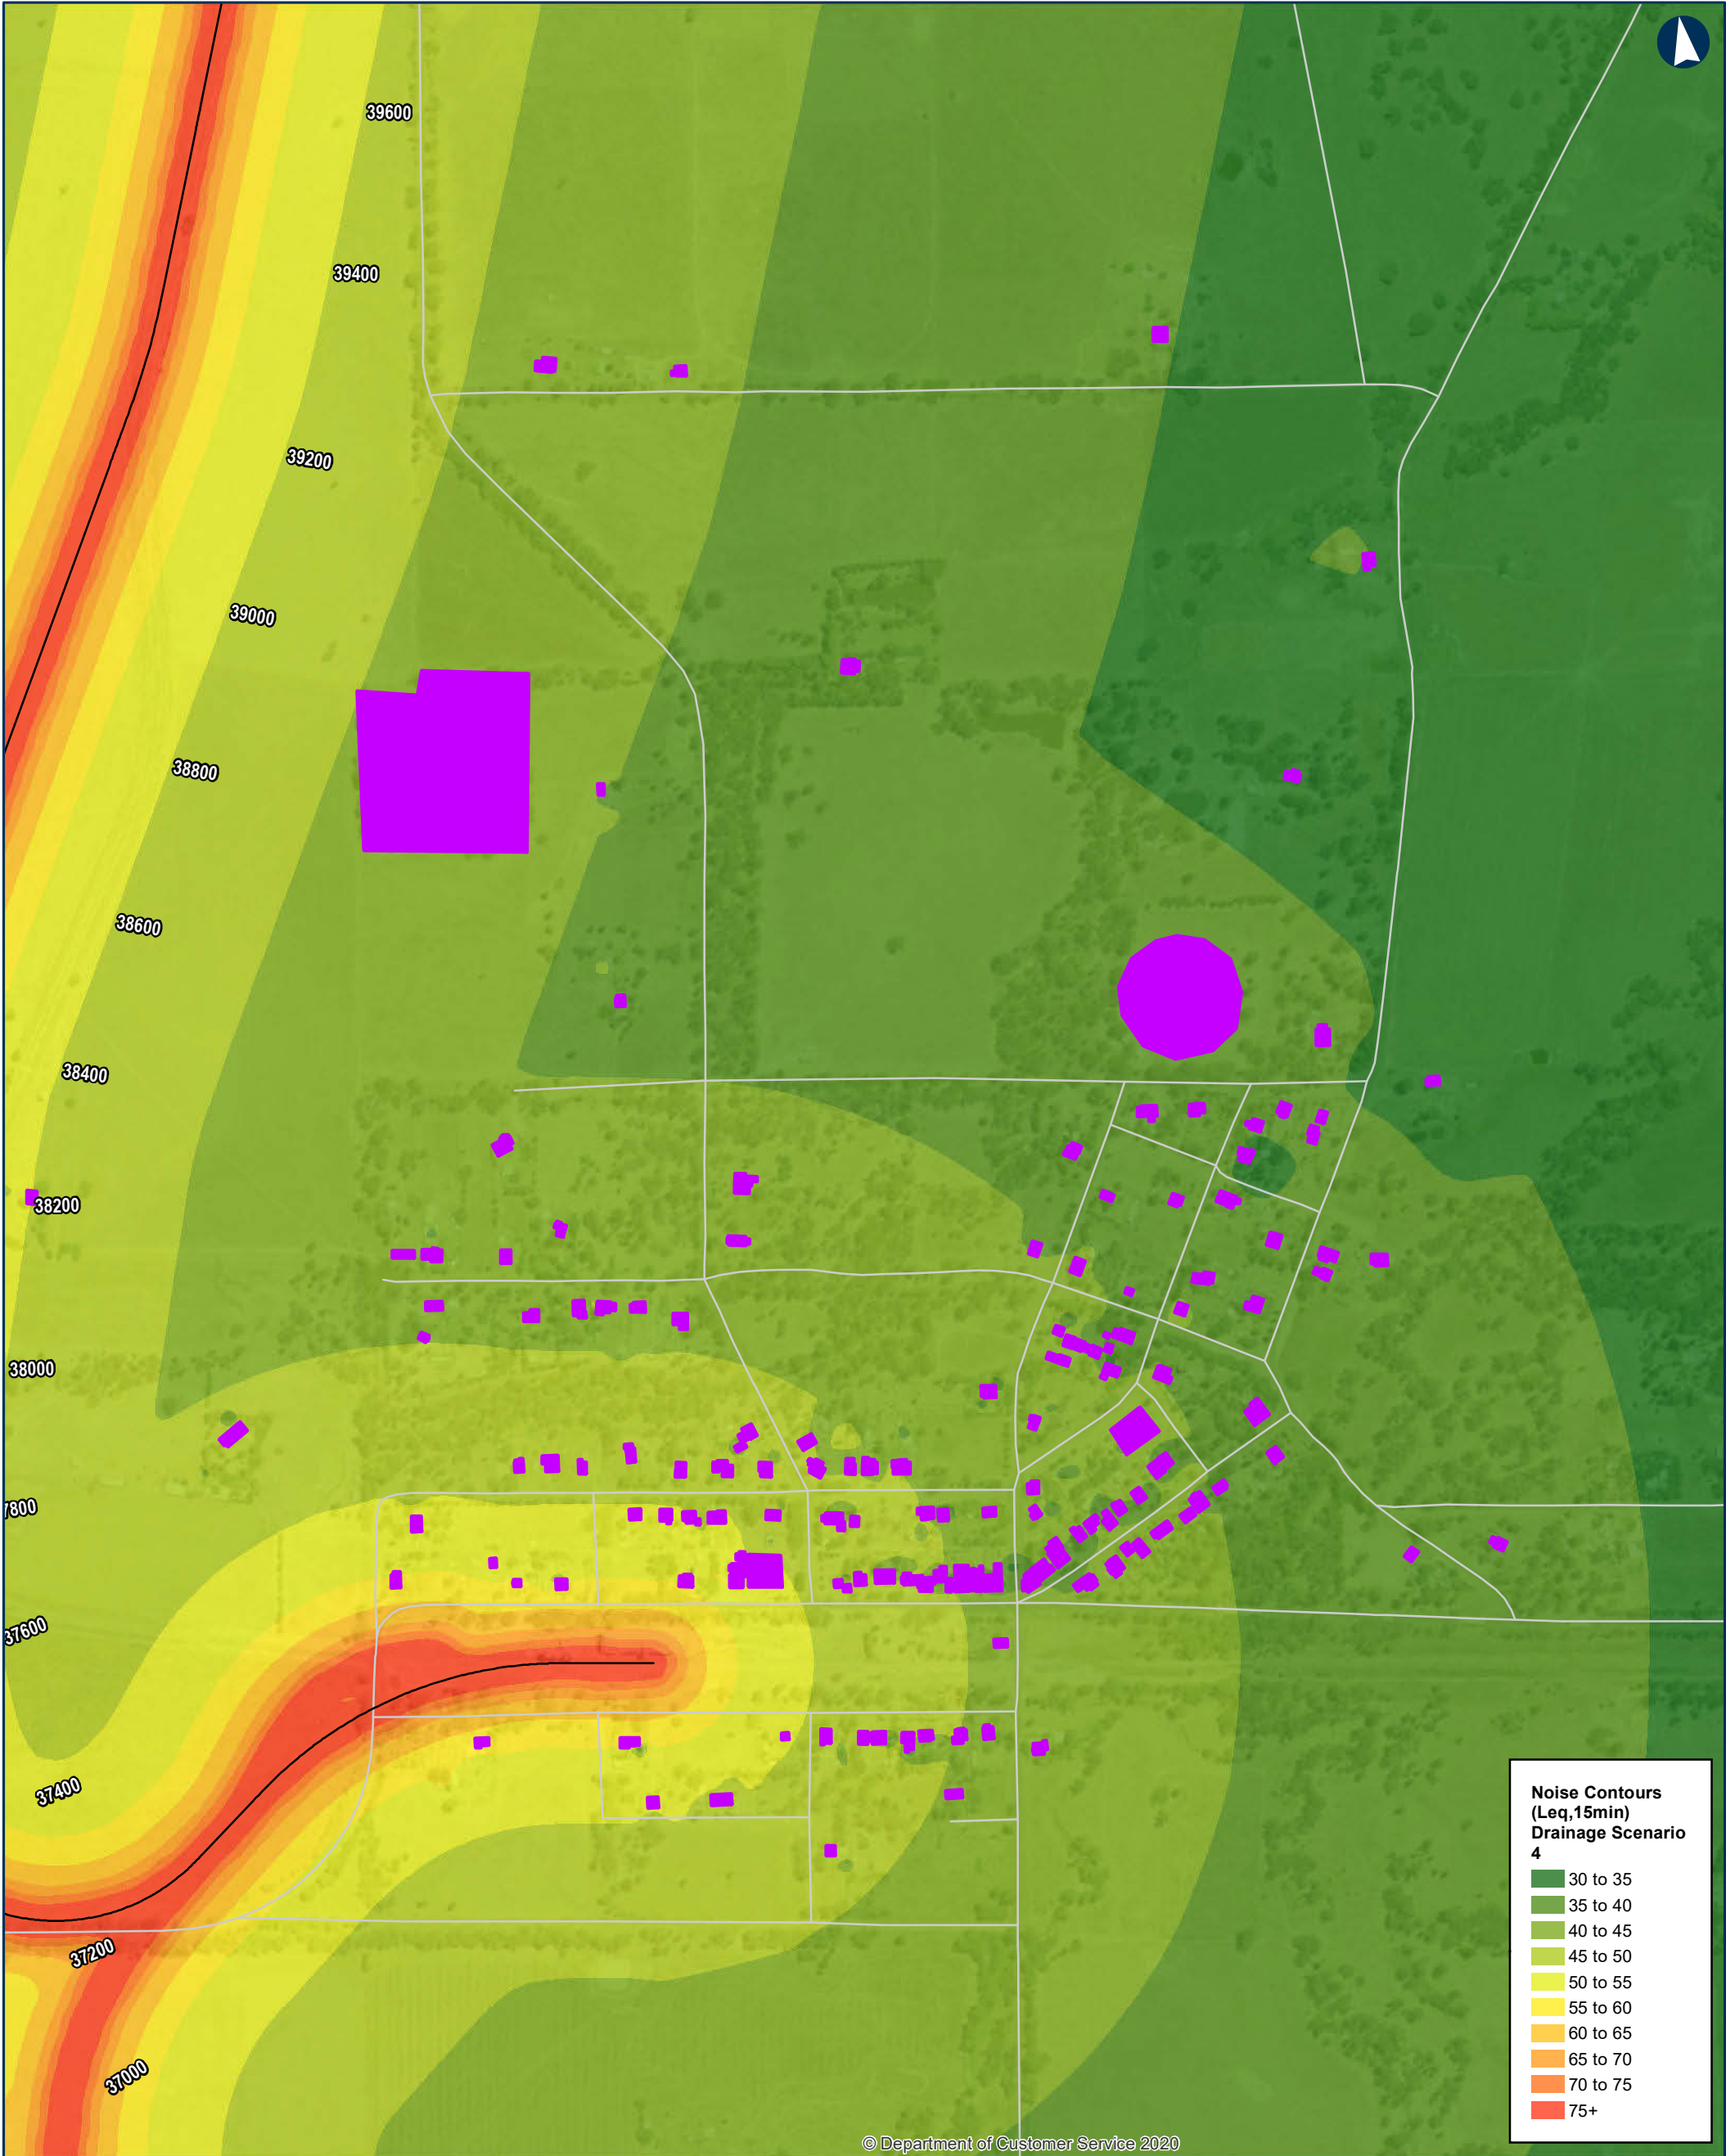 39600
39400
39200
39000
38800
38600
38400
38200
38000
7800
37600
37400
37200
37000
Noise Contours
(Leq,15min)
Drainage Scenario
4
30 to 35
35 to 40
40 to 45
45 to 50
50 to 55
55 to 60
60 to 65
65 to 70
70 to 75
75+
© Department of Customer Service 2020